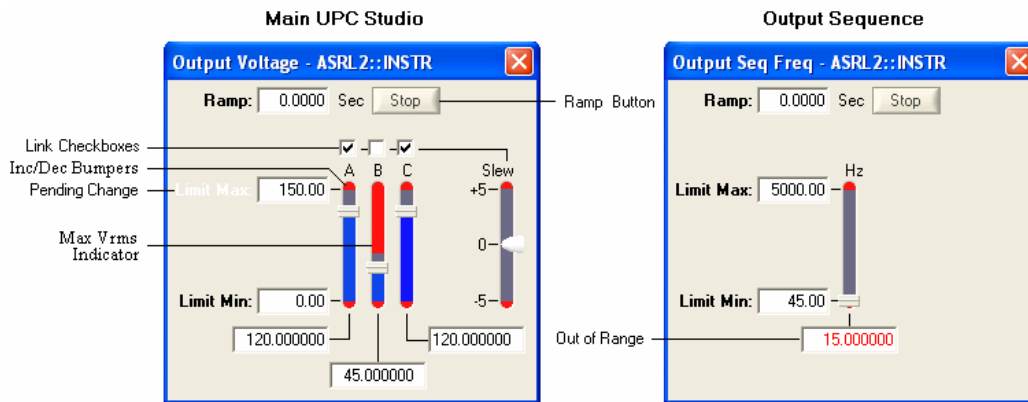 Main UPC Studio
Output Sequence
Output Voltage - ASRL2::INSTR
Output Seq Freq - ASRL2::INSTR
Ramp: 0.0000 Sec Stop
Ramp Button
Ramp: 0.0000 Sec Stop
Link Checkboxes
Inc/Dec Bumpers
A B C
Slew
Hz
Pending Change
Limit Max: 150.00
+5
Limit Max: 5000.00
Max Vrms
Indicator
0
Limit Min: 0.00
-5
Limit Min: 45.00
120.000000
120.000000
Out of Range
15.000000
45.000000